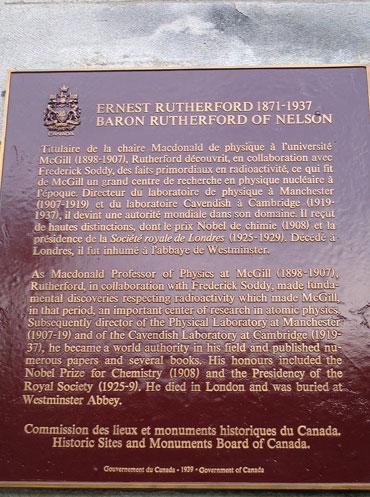 CANADA
ERNEST RUTHERFORD 1871-1937
BARON RUTHERFORD OF NELSON
Titulaire de la chaire Macdonald de physique à l'université
McGill (1898-1907), Rutherford découvrit, en collaboration avec
Frederick Soddy, des faits primordiaux en radioactivité, ce qui fit
de McGill un grand centre de recherche en physique nucléaire à
l'époque. Directeur du laboratoire de physique à Manchester
(1907-1919) et du laboratoire Cavendish à Cambridge (1919-
1937), il devint une autorité mondiale dans son domaine. Il reçut
de hautes distinctions, dont le prix Nobel de chimie (1908) et la
présidence de la Société royale de Londres (1925-1929). Décédé à
Londres, il fut inhumé à l'abbaye de Westminster.
As Macdonald Professor of Physics at McGill (1898-1907),
Rutherford, in collaboration with Frederick Soddy, made funda-
mental discoveries respecting radioactivity which made McGill,
in that period, an important center of research in atomic physics.
Subsequently director of the Physical Laboratory at Manchester
(1907-19) and of the Cavendish Laboratory at Cambridge (1919-
37), he became a world authority in his field and published nu-
merous papers and several books. His honours included the
Nobel Prize for Chemistry (1908) and the Presidency of the
Royal Society (1925-9). He died in London and was buried at
Westminster Abbey.
Commission des lieux et monuments historiques du Canada.
Historic Sites and Monuments Board of Canada.
Gouvernement du Canada - 1939 - Government of Canada